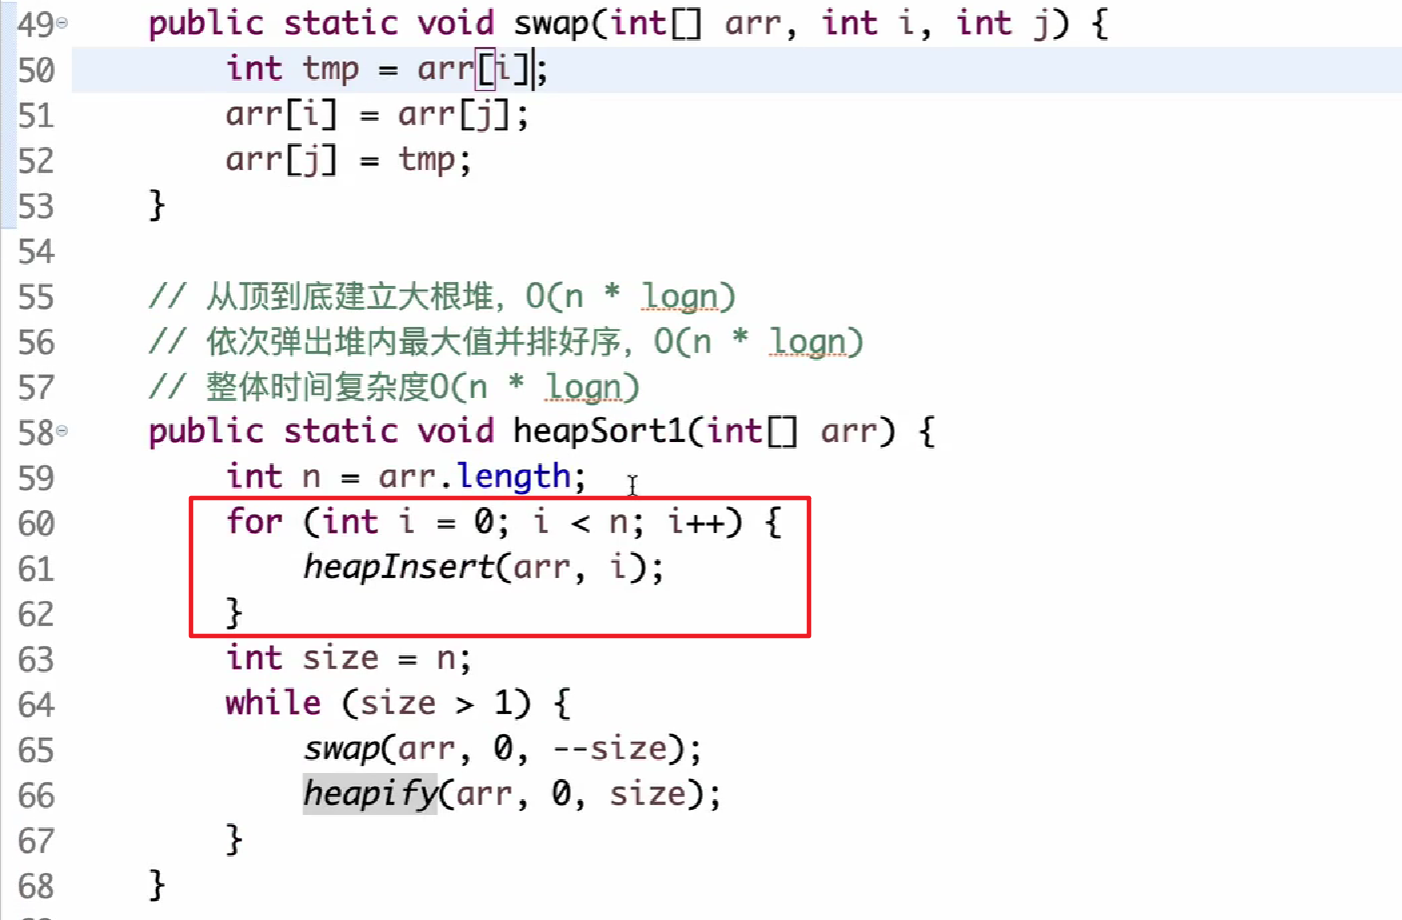 49 public static void swap(int[] arr, int i, int j) {
50 int tmp = arr[i];
51 arr[i] = arr[j];
52 arr[j] = tmp;
53 }
54
55 // 从顶到底建立大根堆，O(n * logn)
56 // 依次弹出堆内最大值并排好序，O(n * logn)
57 // 整体时间复杂度O(n * logn)
58 public static void heapSort1(int[] arr) {
59 int n = arr.length;
60 for (int i = 0; i < n; i++) {
61 heapInsert(arr, i);
62 }
63 int size = n;
64 while (size > 1) {
65 swap(arr, 0, --size);
66 heapify(arr, 0, size);
67 }
68 }